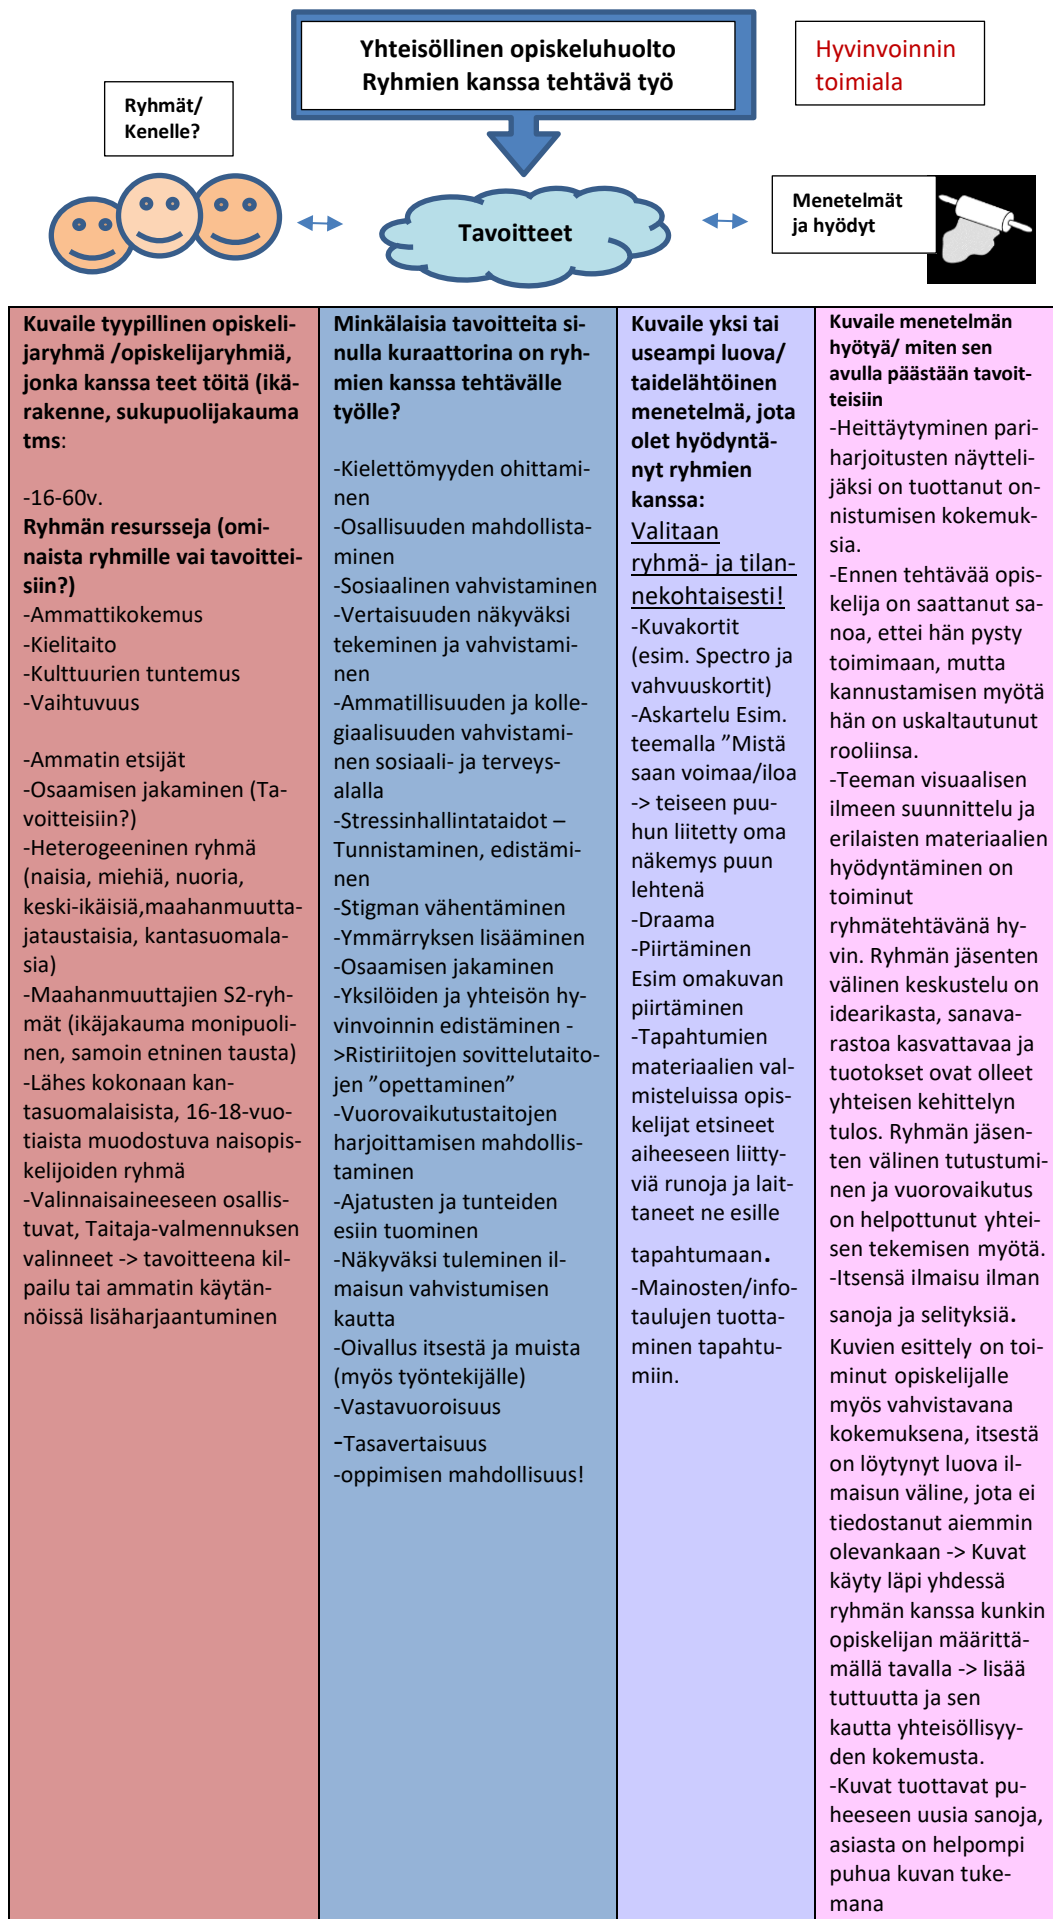 Yhteisöllinen opiskeluhuolto
Ryhmien kanssa tehtävä työ
Hyvinvoinnin
toimiala
Ryhmät/
Kenelle?
Tavoitteet
Menetelmät
ja hyödyt
Kuvaile tyypillinen opiskeli-
jaryhmä /opiskelijaryhmiä,
jonka kanssa teet töitä (ikä-
rakenne, sukupuolijakauma
tms:
-16-60v.
Ryhmän resursseja (omi-
naista ryhmille vai tavoittei-
siin?)
-Ammattikokemus
-Kielitaito
-Kulttuurien tuntemus
-Vaihtuvuus
-Ammatin etsijät
-Osaamisen jakaminen (Ta-
voitteisiin?)
-Heterogeeninen ryhmä
(naisia, miehiä, nuoria,
keski-ikäisiä,maahanmuutta-
jataustaisia, kantasuomala-
sia)
-Maahanmuuttajien S2-ryh-
mät (ikäjakauma monipuoli-
nen, samoin etninen tausta)
-Lähes kokonaan kan-
tasuomalaisista, 16-18-vuo-
tiaista muodostuva naisopis-
kelijoiden ryhmä
-Valinnaisaineeseen osallis-
tuvat, Taitaja-valmennuksen
valinneet -> tavoitteena kil-
pailu tai ammatin käytän-
nöissä lisäharjaantuminen
Minkälaisia tavoitteita si-
nulla kuraattorina on ryh-
mien kanssa tehtävälle
työlle?
-Kielettömyyden ohittami-
nen
-Osallisuuden mahdollista-
minen
-Sosiaalinen vahvistaminen
-Vertaisuuden näkyväksi
tekeminen ja vahvistami-
nen
-Ammatillisuuden ja kolle-
giaalisuuden vahvistami-
nen sosiaali- ja terveys-
alalla
-Stressinhallintataidot –
Tunnistaminen, edistämi-
nen
-Stigman vähentäminen
-Ymmärryksen lisääminen
-Osaamisen jakaminen
-Yksilöiden ja yhteisön hy-
vinvoinnin edistäminen -
>Ristiriitojen sovittelutaito-
jen ”opettaminen”
-Vuorovaikutustaitojen
harjoittamisen mahdollis-
taminen
-Ajatusten ja tunteiden
esiin tuominen
-Näkyväksi tuleminen il-
maisun vahvistumisen
kautta
-Oivallus itsestä ja muista
(myös työntekijälle)
-Vastavuoroisuus
-Tasavertaisuus
-oppimisen mahdollisuus!
Kuvaile yksi tai
useampi luova/
taidelähtöinen
menetelmä, jota
olet hyödyntä-
nyt ryhmien
kanssa:
Valitaan
ryhmä- ja tilan-
nekohtaisesti!
-Kuvakortit
(esim. Spectro ja
vahvuuskortit)
-Askartelu Esim.
teemalla ”Mistä
saan voimaa/iloa
-> teiseen puu-
hun liitetty oma
näkemys puun
lehtenä
-Draama
-Piirtäminen
Esim omakuvan
piirtäminen
-Tapahtumien
materiaalien val-
misteluissa opis-
kelijat etsineet
aiheeseen liitty-
viä runoja ja lait-
taneet ne esille
tapahtumaan.
-Mainosten/info-
taulujen tuotta-
minen tapahtu-
miin.
Kuvaile menetelmän
hyötyä/ miten sen
avulla päästään tavoit-
teisiin
-Heittäytyminen pari-
harjoitusten näytteli-
jäksi on tuottanut on-
nistumisen kokemuk-
sia.
-Ennen tehtävää opis-
kelija on saattanut sa-
noa, ettei hän pysty
toimimaan, mutta
kannustamisen myötä
hän on uskaltautunut
rooliinsa.
-Teeman visuaalisen
ilmeen suunnittelu ja
erilaisten materiaalien
hyödyntäminen on
toiminut
ryhmätehtävänä hy-
vin. Ryhmän jäsenten
välinen keskustelu on
idearikasta, sanava-
rastoa kasvattavaa ja
tuotokset ovat olleet
yhteisen kehittelyn
tulos. Ryhmän jäsen-
ten välinen tutustumi-
nen ja vuorovaikutus
on helpottunut yhtei-
sen tekemisen myötä.
-Itsensä ilmaisu ilman
sanoja ja selityksiä.
Kuvien esittely on toi-
minut opiskelijalle
myös vahvistavana
kokemuksena, itsestä
on löytynyt luova il-
maisun väline, jota ei
tiedostanut aiemmin
olevankaan -> Kuvat
käyty läpi yhdessä
ryhmän kanssa kunkin
opiskelijan määrittä-
mällä tavalla -> lisää
tuttuutta ja sen
kautta yhteisöllisyy-
den kokemusta.
-Kuvat tuottavat pu-
heeseen uusia sanoja,
asiasta on helpompi
puhua kuvan tuke-
mana